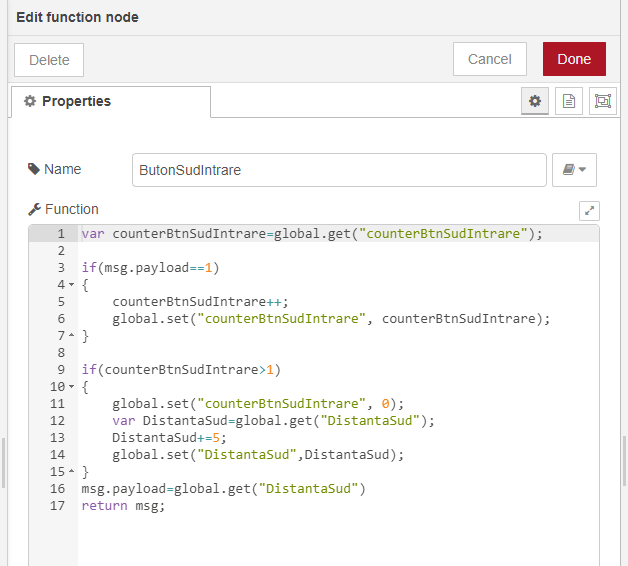 Edit function node
Delete
Cancel
Done
Properties
Name
ButonSudIntrare
Function
1 var counterBtnSudIntrare=global.get("counterBtnSudIntrare");
2
3 if(msg.payload==1)
4 {
5 counterBtnSudIntrare++;
6 global.set("counterBtnSudIntrare", counterBtnSudIntrare);
7 }
8
9 if(counterBtnSudIntrare>1)
10 {
11 global.set("counterBtnSudIntrare", 0);
12 var DistantaSud=global.get("DistantaSud");
13 DistantaSud+=5;
14 global.set("DistantaSud",DistantaSud);
15 }
16 msg.payload=global.get("DistantaSud")
17 return msg;